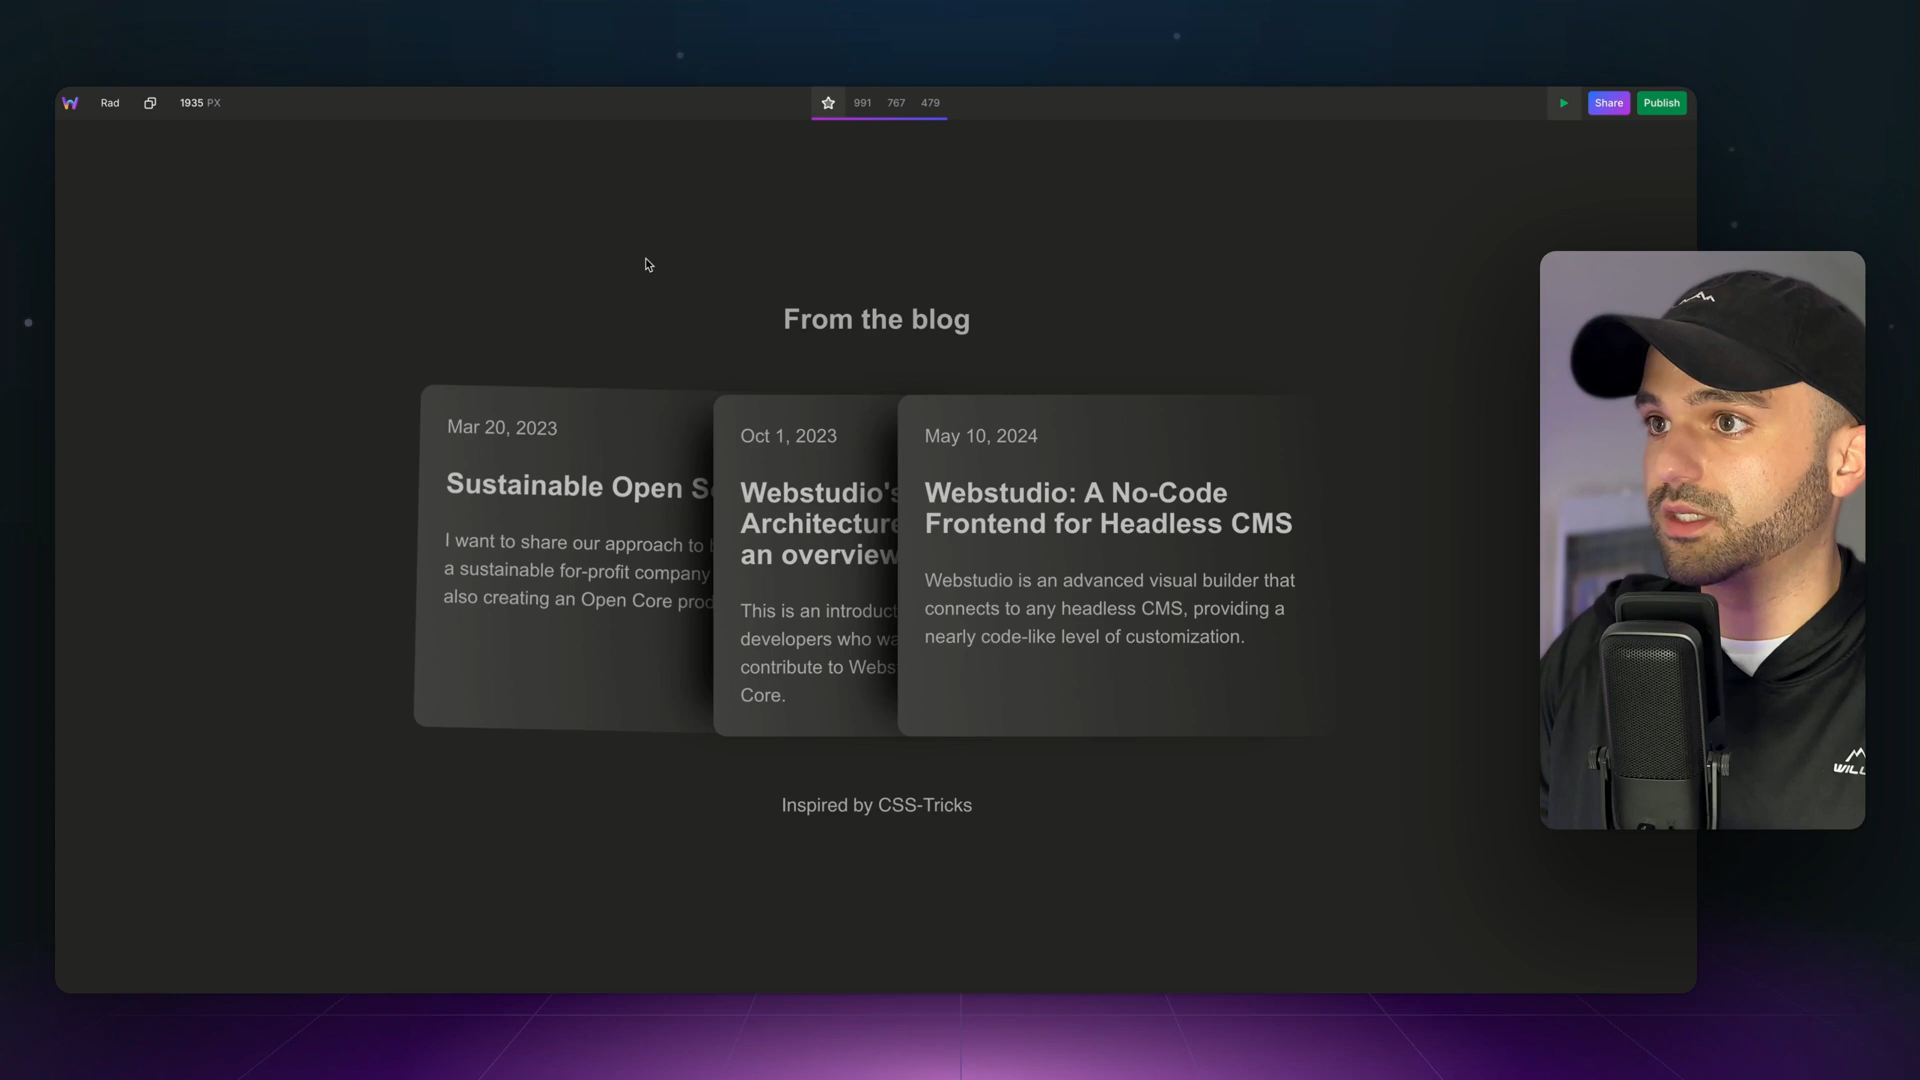 Rad
1935 PX
991
767
479
Share
Publish
From the blog
Mar 20, 2023
Sustainable Open
I want to share our approach to
a sustainable for-profit company
also creating an Open Core
Oct 1, 2023
Webstudio's
Architecture
an overview
This is an
developers who
contribute to
Core.
May 10, 2024
Webstudio: A No-Code
Frontend for Headless CMS
Webstudio is an advanced visual builder that
connects to any headless CMS, providing a
nearly code-like level of customization.
Inspired by CSS-Tricks